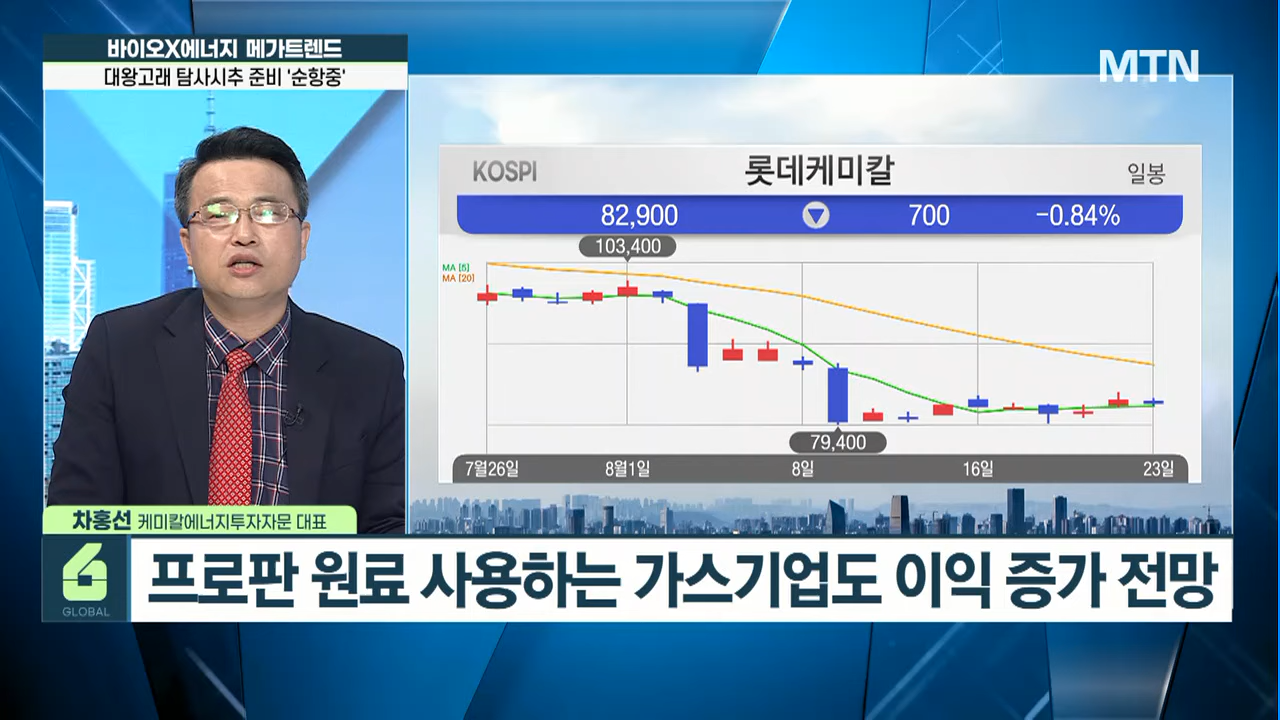 바이오X에너지 메가트렌드
대왕고래 탐사시추 준비 '순항중'
MTN
KOSPI
롯데케미칼
일봉
82,900 ▽ 700 -0.84%
103,400
MA [5]
MA [20]
79,400
7월26일 8월1일 8일 16일 23일
차홍선 케미칼에너지투자자문 대표
6
GLOBAL
프로판 원료 사용하는 가스기업도 이익 증가 전망